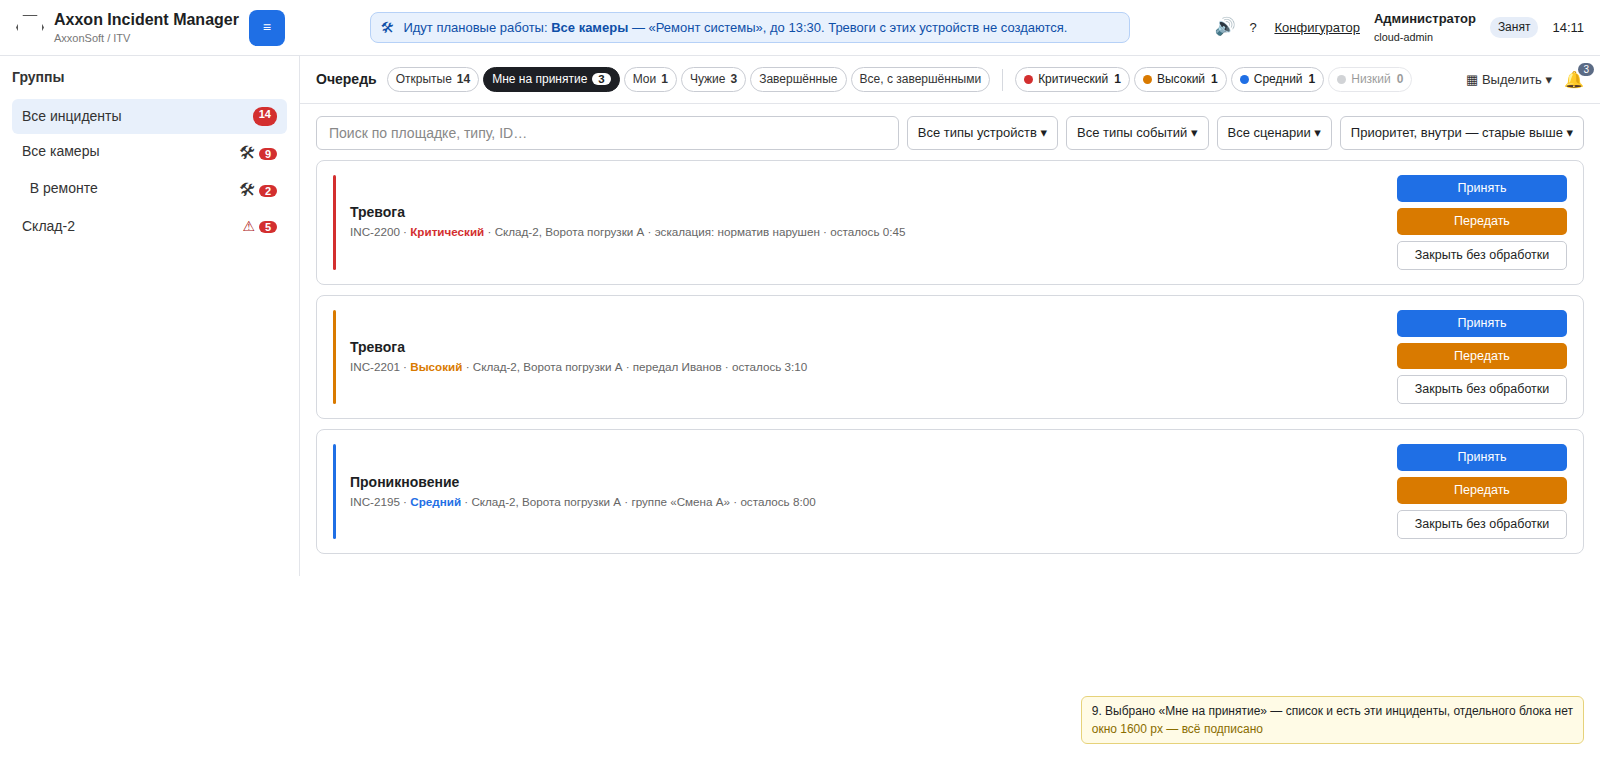 Axxon Incident Manager
AxxonSoft / ITV
≡
🛠 Идут плановые работы: Все камеры — «Ремонт системы», до 13:30. Тревоги с этих устройств не создаются.
? Конфигуратор
Администратор
cloud-admin
Занят
14:11
Группы
Все инциденты 14
Все камеры 🛠 9
В ремонте 🛠 2
Склад-2 ⚠ 5
Очередь Открытые 14 Мне на принятие 3 Мои 1 Чужие 3 Завершённые Все, с завершёнными Критический 1 Высокий 1 Средний 1 Низкий 0 ▦ Выделить ▾ 🔔 3
Поиск по площадке, типу, ID… Все типы устройств ▾ Все типы событий ▾ Все сценарии ▾ Приоритет, внутри — старые выше ▾
Тревога
INC-2200 · Критический · Склад-2, Ворота погрузки А · эскалация: норматив нарушен · осталось 0:45
Принять
Передать
Закрыть без обработки
Тревога
INC-2201 · Высокий · Склад-2, Ворота погрузки А · передал Иванов · осталось 3:10
Принять
Передать
Закрыть без обработки
Проникновение
INC-2195 · Средний · Склад-2, Ворота погрузки А · группе «Смена А» · осталось 8:00
Принять
Передать
Закрыть без обработки
9. Выбрано «Мне на принятие» — список и есть эти инциденты, отдельного блока нет
окно 1600 px — всё подписано